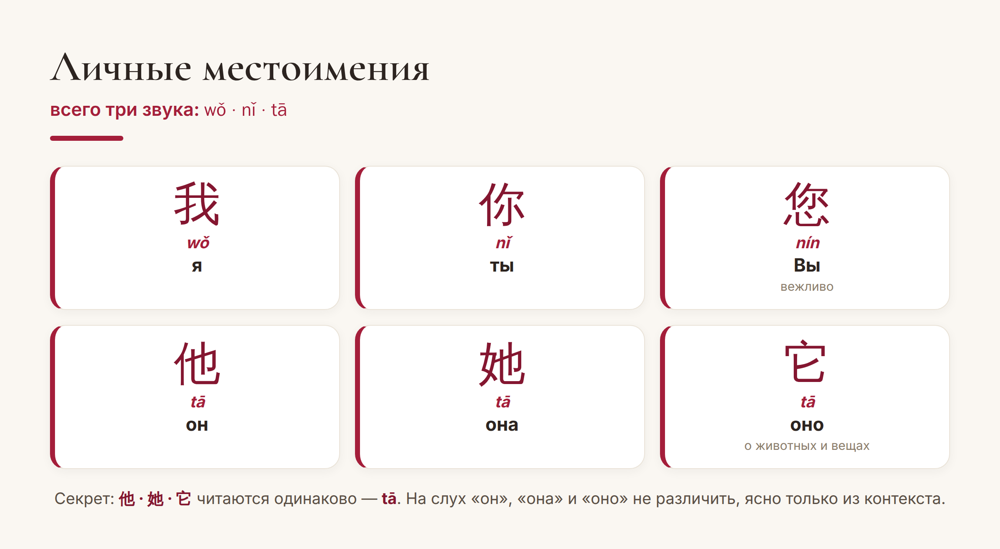 Личные местоимения
всего три звука: wǒ · nǐ · tā
我
wǒ
я
你
nǐ
ты
您
nín
Вы
вежливо
他
tā
он
她
tā
она
它
tā
оно
о животных и вещах
Секрет: 他 · 她 · 它 читаются одинаково — tā. На слух «он», «она» и «оно» не различить, ясно только из контекста.